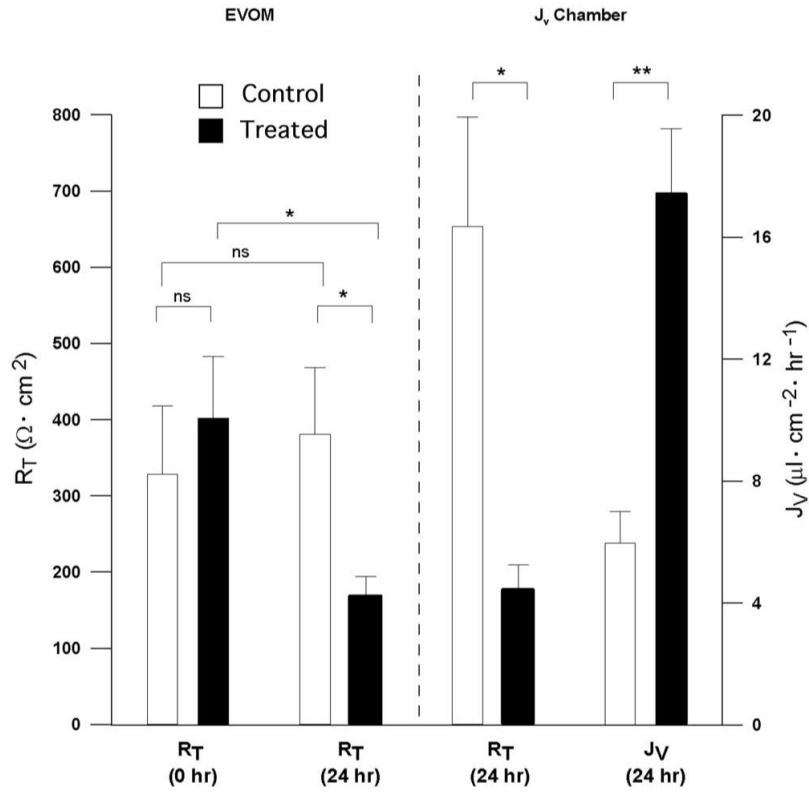 EVOM
Jv Chamber
Control
Treated
*
**
*
ns
ns
*
800
700
600
500
400
300
200
100
0
20
16
12
8
4
0
RT (Ω · cm 2)
JV (µl · cm -2 · hr -1)
RT
(0 hr)
RT
(24 hr)
RT
(24 hr)
JV
(24 hr)